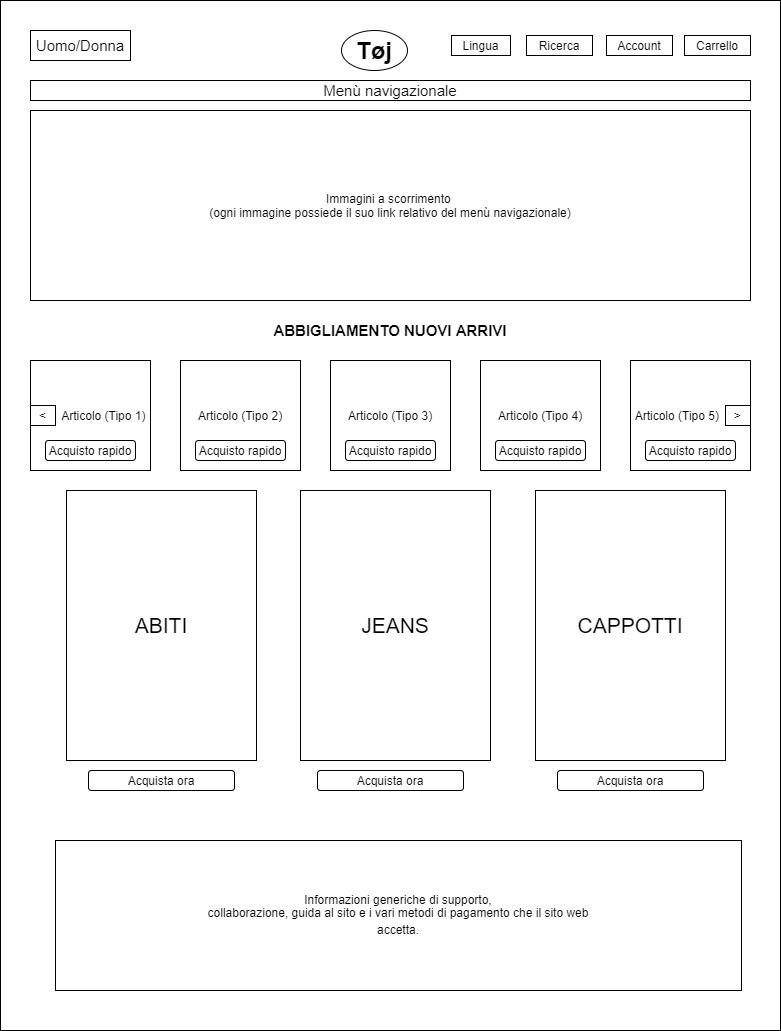 Uomo/Donna
Tøj
Lingua
Ricerca
Account
Carrello
Menù navigazionale
Immagini a scorrimento
(ogni immagine possiede il suo link relativo del menù navigazionale)
ABBIGLIAMENTO NUOVI ARRIVI
<
Articolo (Tipo 1)
Articolo (Tipo 2)
Articolo (Tipo 3)
Articolo (Tipo 4)
Articolo (Tipo 5)
>
Acquisto rapido
Acquisto rapido
Acquisto rapido
Acquisto rapido
Acquisto rapido
ABITI
JEANS
CAPPOTTI
Acquista ora
Acquista ora
Acquista ora
Informazioni generiche di supporto,
collaborazione, guida al sito e i vari metodi di pagamento che il sito web
accetta.